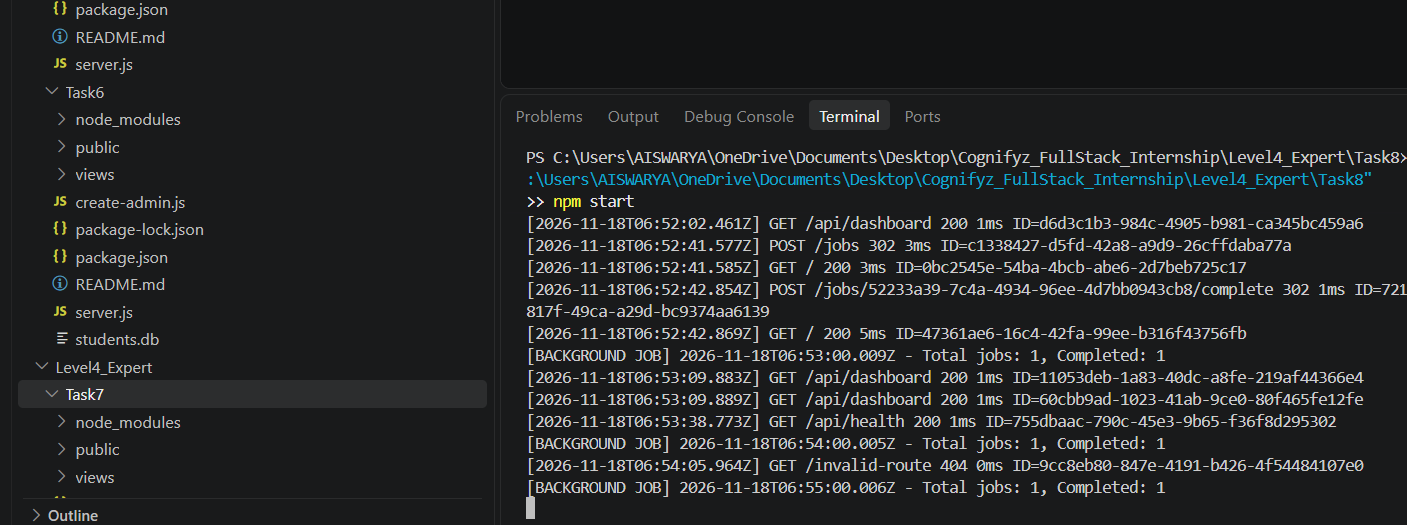 package.json
README.md
JS server.js
Task6
node_modules
public
views
JS create-admin.js
package-lock.json
package.json
README.md
JS server.js
students.db
Level4_Expert
Task7
node_modules
public
views
Outline
Problems Output Debug Console Terminal Ports
PS C:\Users\AISWARYA\OneDrive\Documents\Desktop\Cognifyz_FullStack_Internship\Level4_Expert\Task8>
:\Users\AISWARYA\OneDrive\Documents\Desktop\Cognifyz_FullStack_Internship\Level4_Expert\Task8"
>> npm start
[2026-11-18T06:52:02.461Z] GET /api/dashboard 200 1ms ID=d6d3c1b3-984c-4905-b981-ca345bc459a6
[2026-11-18T06:52:41.577Z] POST /jobs 302 3ms ID=c1338427-d5fd-42a8-a9d9-26cffdaba77a
[2026-11-18T06:52:41.585Z] GET / 200 3ms ID=0bc2545e-54ba-4bcb-abe6-2d7beb725c17
[2026-11-18T06:52:42.854Z] POST /jobs/52233a39-7c4a-4934-96ee-4d7bb0943cb8/complete 302 1ms ID=721
817f-49ca-a29d-bc9374aa6139
[2026-11-18T06:52:42.869Z] GET / 200 5ms ID=47361ae6-16c4-42fa-99ee-b316f43756fb
[BACKGROUND JOB] 2026-11-18T06:53:00.009Z - Total jobs: 1, Completed: 1
[2026-11-18T06:53:09.883Z] GET /api/dashboard 200 1ms ID=11053deb-1a83-40dc-a8fe-219af44366e4
[2026-11-18T06:53:09.889Z] GET /api/dashboard 200 1ms ID=60cbb9ad-1023-41ab-9ce0-80f465fe12fe
[2026-11-18T06:53:38.773Z] GET /api/health 200 1ms ID=755dbaac-790c-45e3-9b65-f36f8d295302
[BACKGROUND JOB] 2026-11-18T06:54:00.005Z - Total jobs: 1, Completed: 1
[2026-11-18T06:54:05.964Z] GET /invalid-route 404 0ms ID=9cc8eb80-847e-4191-b426-4f54484107e0
[BACKGROUND JOB] 2026-11-18T06:55:00.006Z - Total jobs: 1, Completed: 1